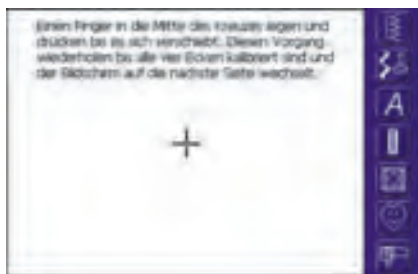 Einen Finger in die Mitte des Kreuzes legen und
drücken bis es sich verschiebt. Diesen Vorgang
wiederholen bis alle vier Ecken kalibriert sind und
der Bildschirm auf die nächste Seite wechselt.
A